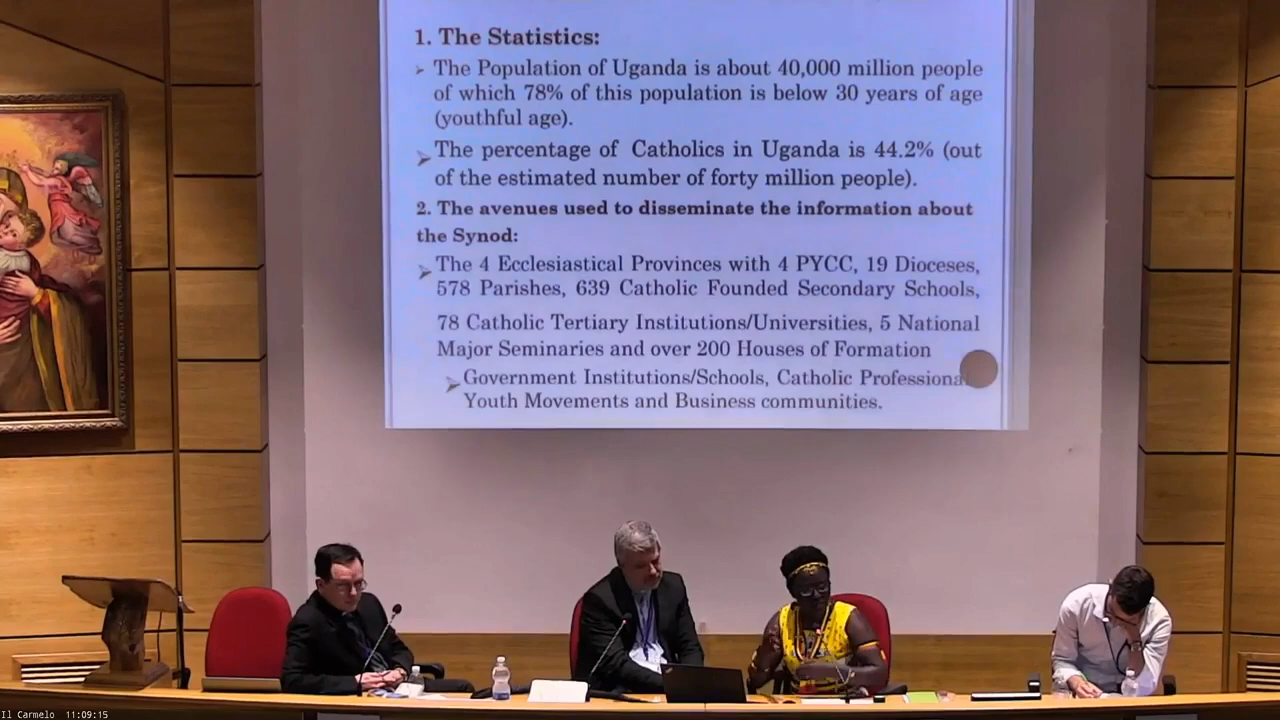 1. The Statistics:
The Population of Uganda is about 40,000 million people
of which 78% of this population is below 30 years of age
(youthful age).
The percentage of Catholics in Uganda is 44.2% (out
of the estimated number of forty million people).
2. The avenues used to disseminate the information about
the Synod:
The 4 Ecclesiastical Provinces with 4 PYCC, 19 Dioceses,
578 Parishes, 639 Catholic Founded Secondary Schools,
78 Catholic Tertiary Institutions/Universities, 5 National
Major Seminaries and over 200 Houses of Formation
Government Institutions/Schools, Catholic Professional
Youth Movements and Business communities.
Il Carmelo 11:09:15